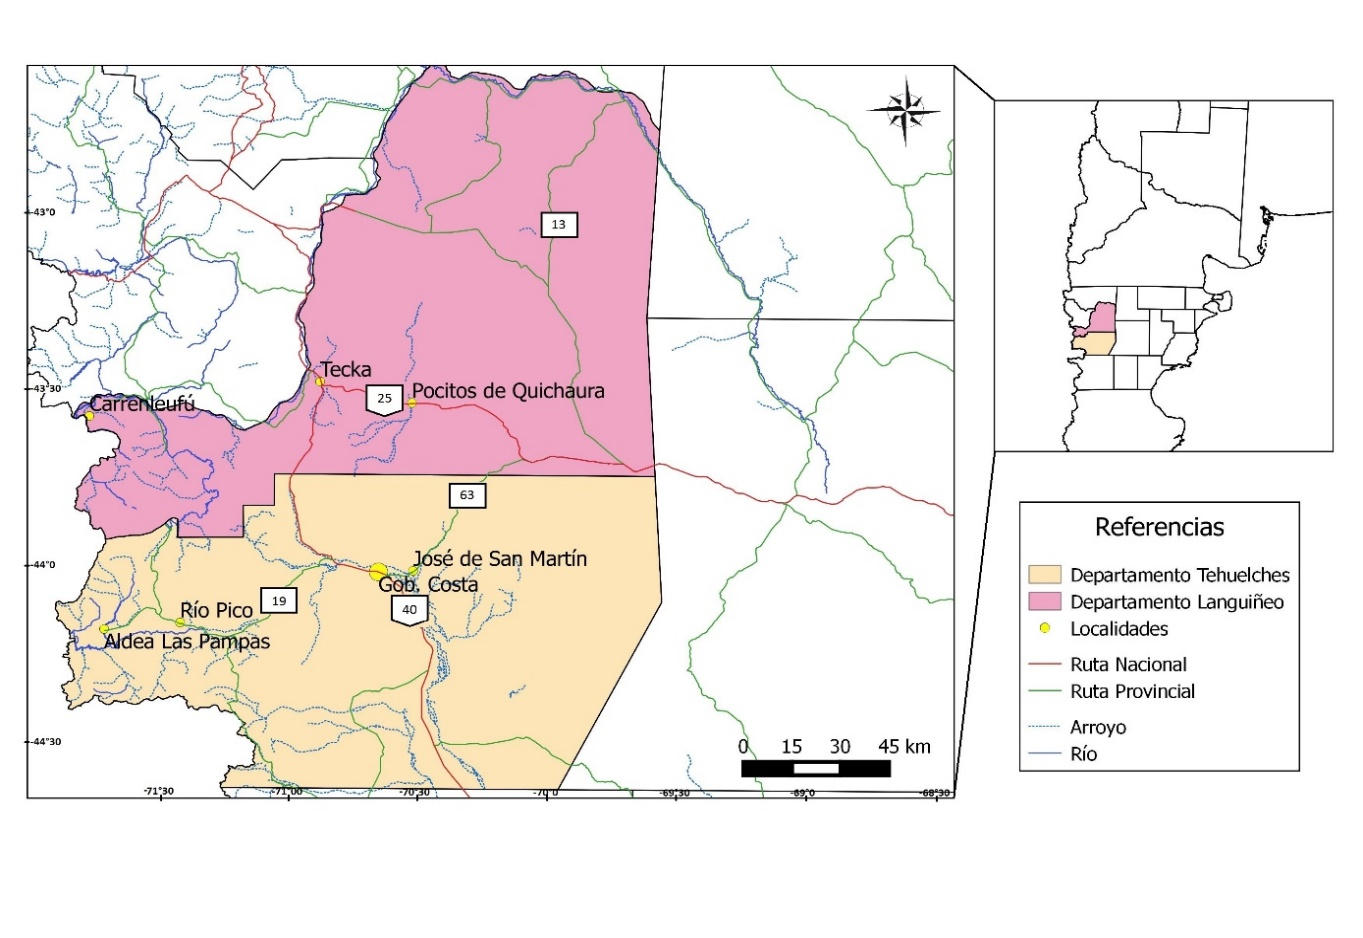 43°0
13
Tecka
43°30
25
Pocitos de Quichaura
Carrenleufú
63
44°0
José de San Martín
Gob. Costa
19
40
Río Pico
Aldea Las Pampas
44°30
0 15 30 45 km
-71°30 -71°00 -70°30 -70°0 -69°30 -69°0 -68°30
Referencias
Departamento Tehuelches
Departamento Languiñeo
Localidades
Ruta Nacional
Ruta Provincial
Arroyo
Río